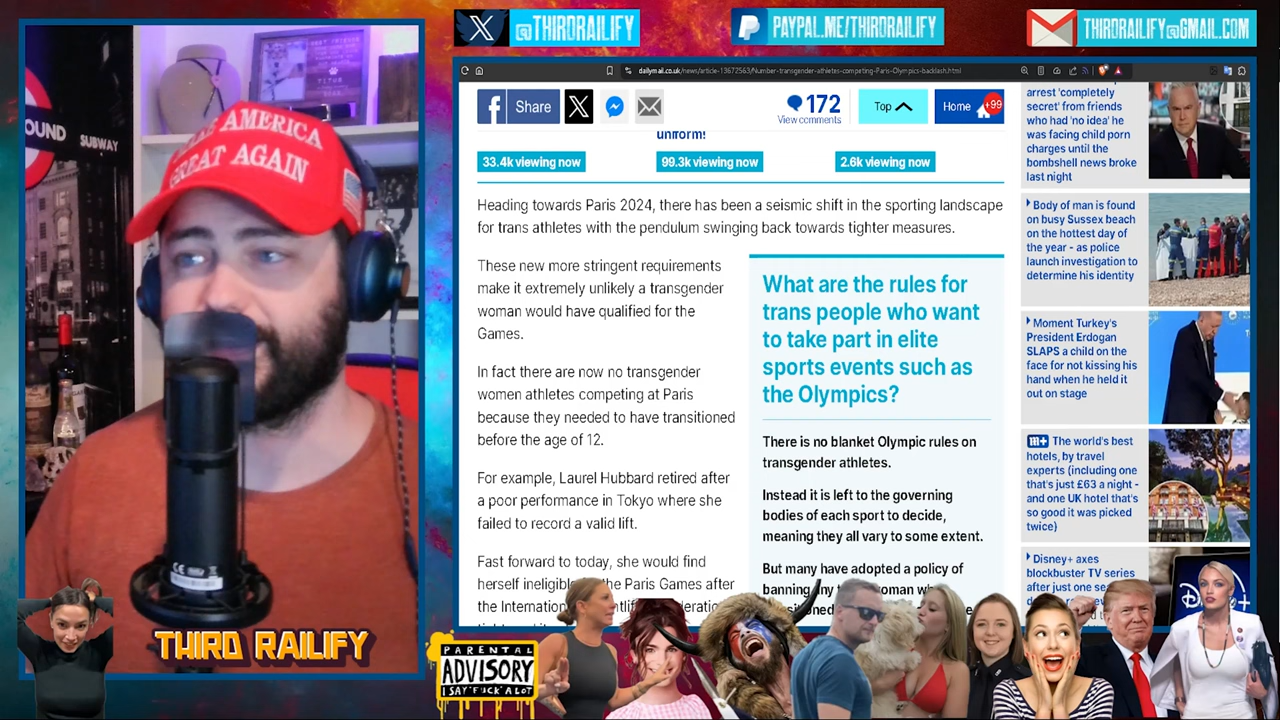 @THIRDRAILIFY
PAYPAL.ME/THIRDRAILIFY
THIRDRAILIFY@GMAIL.COM
OUND
SUBWAY
MAKE AMERICA
GREAT AGAIN
dailymail.co.uk/news/article-13672563/Number-transgender-athletes-competing-Paris-Olympics-backlash.html
Share
172
View comments
Top
Home
+99
uniform!
33.4k viewing now
99.3k viewing now
2.6k viewing now
Heading towards Paris 2024, there has been a seismic shift in the sporting landscape
for trans athletes with the pendulum swinging back towards tighter measures.
These new more stringent requirements
make it extremely unlikely a transgender
woman would have qualified for the
Games.
In fact there are now no transgender
women athletes competing at Paris
because they needed to have transitioned
before the age of 12.
For example, Laurel Hubbard retired after
a poor performance in Tokyo where she
failed to record a valid lift.
Fast forward to today, she would find
herself ineligible the Paris Games after
the Internation
What are the rules for
trans people who want
to take part in elite
sports events such as
the Olympics?
There is no blanket Olympic rules on
transgender athletes.
Instead it is left to the governing
bodies of each sport to decide,
meaning they all vary to some extent.
But many have adopted a policy of
banning any
arrest 'completely
secret' from friends
who had 'no idea' he
was facing child porn
charges until the
bombshell news broke
last night
Body of man is found
on busy Sussex beach
on the hottest day of
the year - as police
launch investigation to
determine his identity
Moment Turkey's
President Erdogan
SLAPS a child on the
face for not kissing his
hand when he held it
out on stage
M+ The world's best
hotels, by travel
experts (including one
that's just £63 a night -
and one UK hotel that's
so good it was picked
twice)
Disney+ axes
blockbuster TV series
after just one
THIRD RAILIFY
PARENTAL
ADVISORY
I SAY "FUCK" A LOT